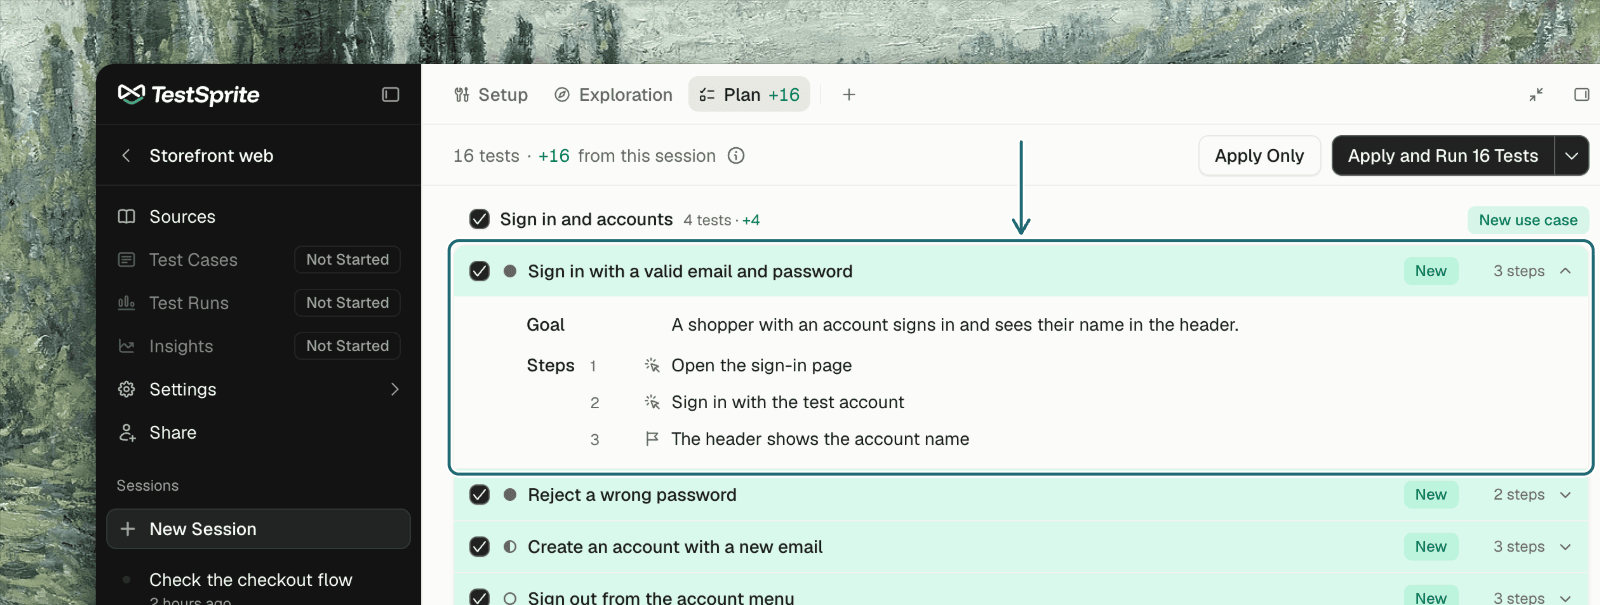 TestSprite
Setup
Exploration
Plan +16
Storefront web
16 tests · +16 from this session
Apply Only
Apply and Run 16 Tests
Sources
Test Cases Not Started
Test Runs Not Started
Insights Not Started
Settings
Share
Sessions
New Session
Check the checkout flow
2 hours ago
Sign in and accounts 4 tests · +4
New use case
Sign in with a valid email and password New 3 steps
Goal A shopper with an account signs in and sees their name in the header.
Steps 1 Open the sign-in page
2 Sign in with the test account
3 The header shows the account name
Reject a wrong password New 2 steps
Create an account with a new email New 3 steps
Sign out from the account menu New 3 steps